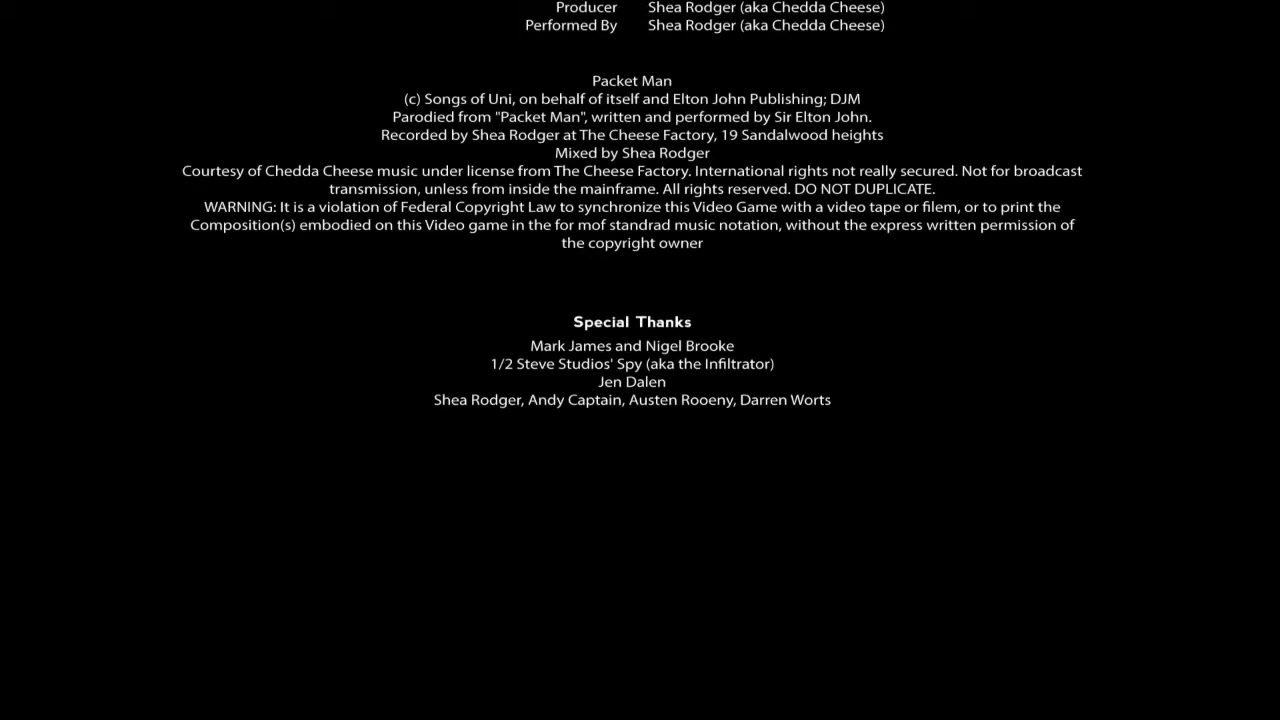 Producer Shea Rodger (aka Chedda Cheese)
Performed By Shea Rodger (aka Chedda Cheese)
Packet Man
(c) Songs of Uni, on behalf of itself and Elton John Publishing; DJM
Parodied from "Packet Man", written and performed by Sir Elton John.
Recorded by Shea Rodger at The Cheese Factory, 19 Sandalwood heights
Mixed by Shea Rodger
Courtesy of Chedda Cheese music under license from The Cheese Factory. International rights not really secured. Not for broadcast
transmission, unless from inside the mainframe. All rights reserved. DO NOT DUPLICATE.
WARNING: It is a violation of Federal Copyright Law to synchronize this Video Game with a video tape or filem, or to print the
Composition(s) embodied on this Video game in the for mof standrad music notation, without the express written permission of
the copyright owner
Special Thanks
Mark James and Nigel Brooke
1/2 Steve Studios' Spy (aka the Infiltrator)
Jen Dalen
Shea Rodger, Andy Captain, Austen Rooeny, Darren Worts